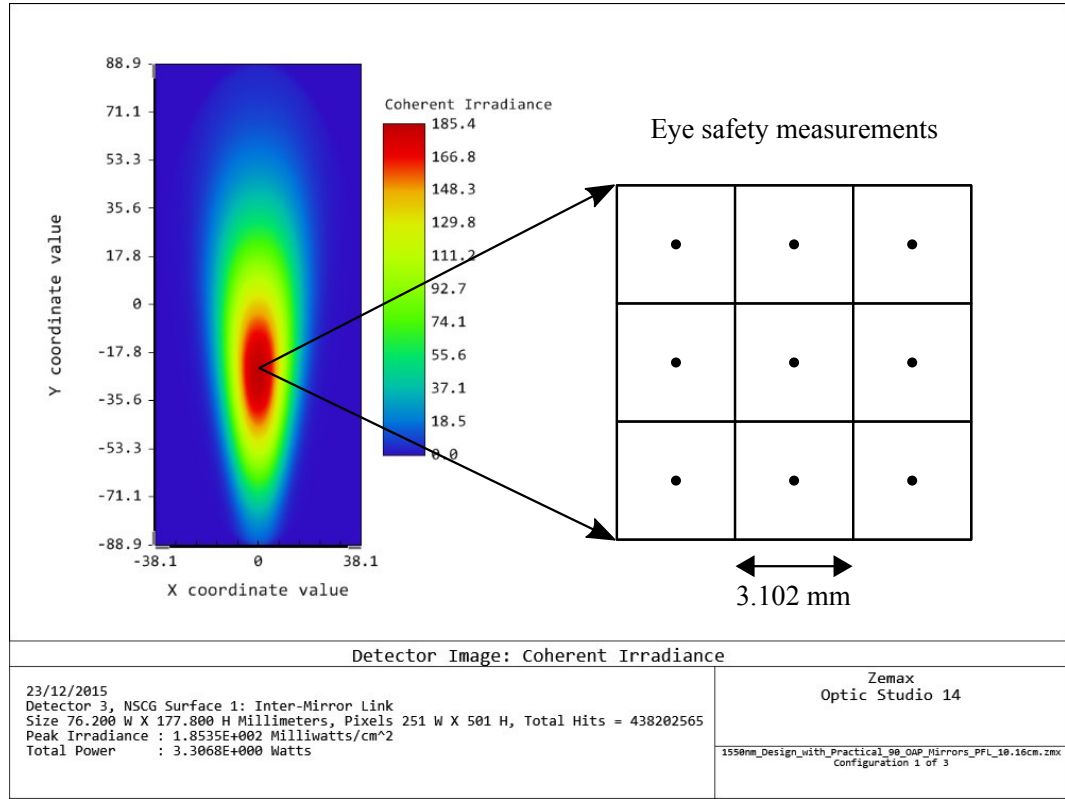 Coherent Irradiance
Eye safety measurements
88.9
71.1
53.3
35.6
17.8
0
-17.8
-35.6
-53.3
-71.1
-88.9
Y coordinate value
-38.1 0 38.1
X coordinate value
185.4
166.8
148.3
129.8
111.2
92.7
74.1
55.6
37.1
18.5
0.0
3.102 mm
Detector Image: Coherent Irradiance
23/12/2015
Detector 3, NSCG Surface 1: Inter-Mirror Link
Size 76.200 W X 177.800 H Millimeters, Pixels 251 W X 501 H, Total Hits = 438202565
Peak Irradiance : 1.8535E+002 Milliwatts/cm^2
Total Power : 3.3068E+000 Watts
Zemax
Optic Studio 14
1550nm_Design_with_Practical_90_OAP_Mirrors_PFL_10.16cm.zmx
Configuration 1 of 3